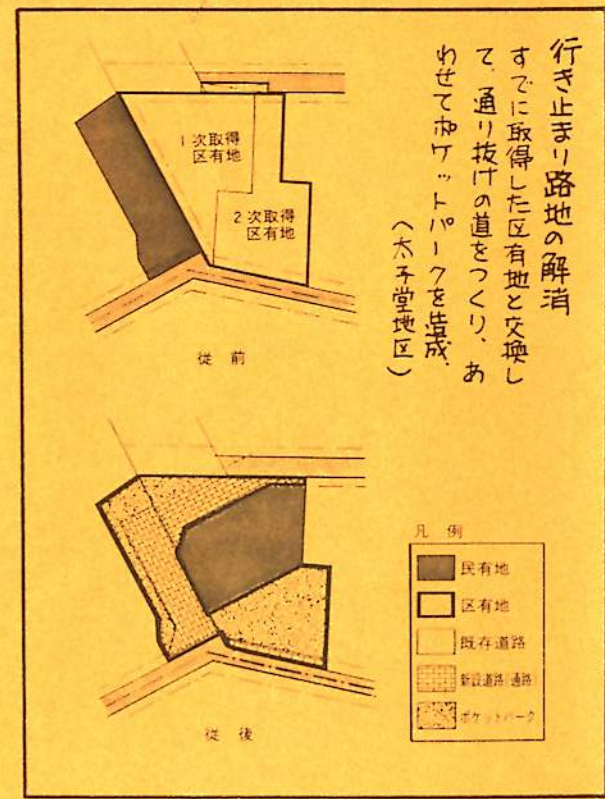 行き止まり路地の解消
すでに取得した区有地と交換し
て、通り抜けの道をつくり、あ
わせてポケットパークを造成.
(太子堂地区)
1次取得
区有地
2次取得
区有地
従前
従後
凡例
民有地
区有地
既存道路
新設道路(通路)
ポケットパーク